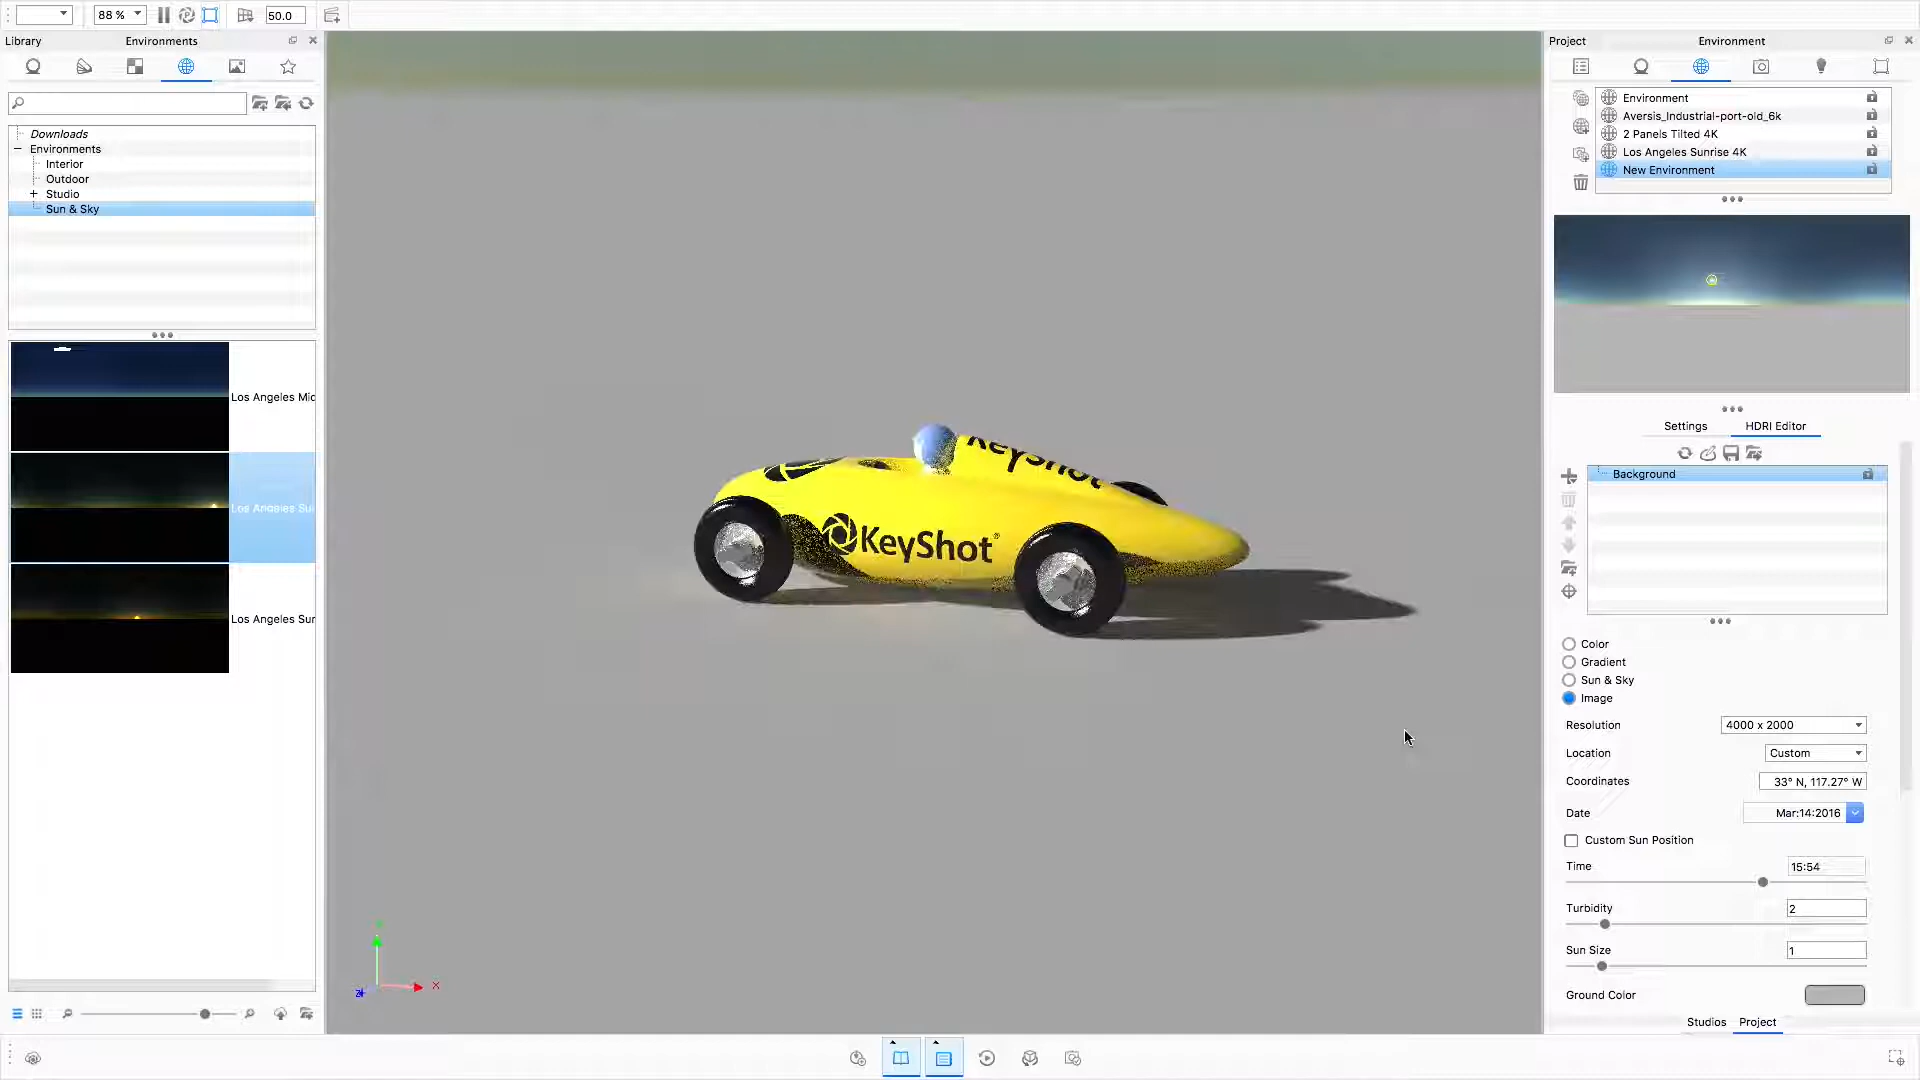 88 %
50.0
Library
Environments
Downloads
Environments
Interior
Outdoor
Studio
Sun & Sky
Los Angeles Mid
Los Angeles Su
Los Angeles Sur
KeyShot
KeyShot®
X
Project
Environment
Environment
Aversis_Industrial-port-old_6k
2 Panels Tilted 4K
Los Angeles Sunrise 4K
New Environment
Settings
HDRI Editor
Background
Color
Gradient
Sun & Sky
Image
Resolution
4000 x 2000
Location
Custom
Coordinates
33° N, 117.27° W
Date
Mar:14:2016
Custom Sun Position
Time
15:54
Turbidity
2
Sun Size
1
Ground Color
Studios
Project